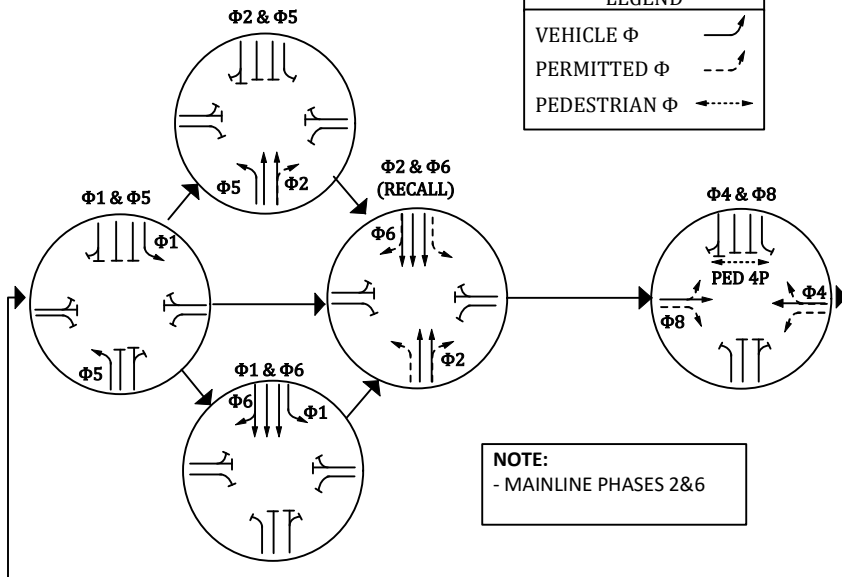 LEGEND
VEHICLE Φ
PERMITTED Φ
PEDESTRIAN Φ
Φ2 & Φ5
Φ5
Φ2
Φ1 & Φ5
Φ1
Φ5
Φ2 & Φ6
(RECALL)
Φ6
Φ2
Φ1 & Φ6
Φ6
Φ1
Φ4 & Φ8
PED 4P
Φ4
Φ8
NOTE:
- MAINLINE PHASES 2&6